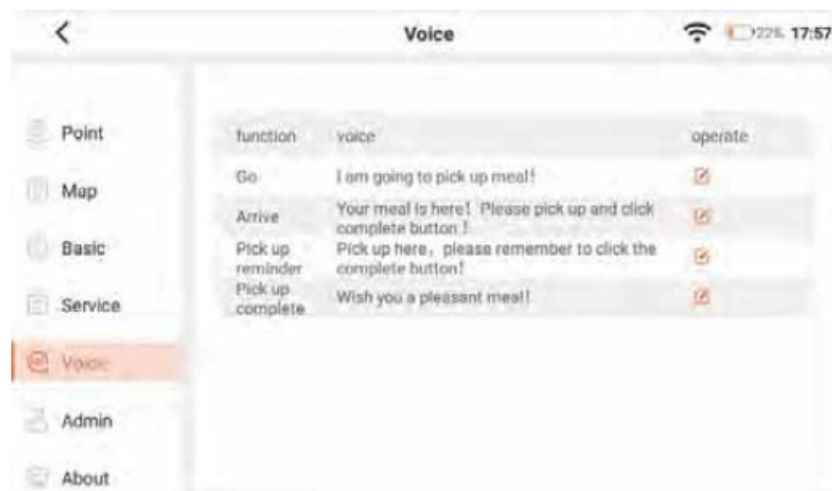 Voice
22% 17:57
Point
Map
Basic
Service
Voice
Admin
About
function voice operate
Go I am going to pick up meal!
Arrive Your meal is here! Please pick up and click
complete button !
Pick up Pick up here, please remember to click the
reminder complete button!
Pick up
complete Wish you a pleasant meal!